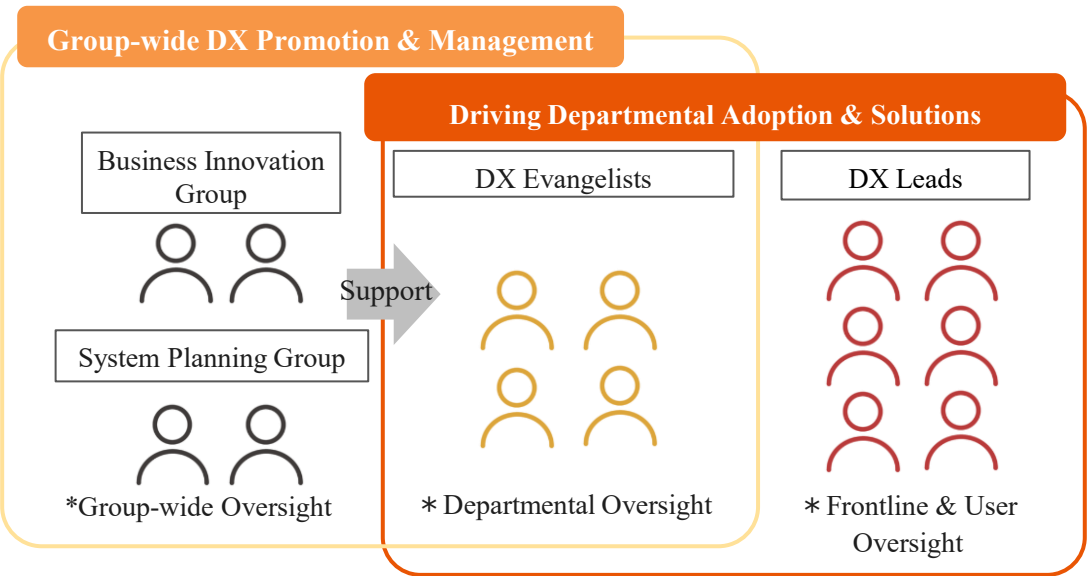 Group-wide DX Promotion & Management
Driving Departmental Adoption & Solutions
Business Innovation
Group
System Planning Group
*Group-wide Oversight
Support
DX Evangelists
＊Departmental Oversight
DX Leads
＊Frontline & User
Oversight